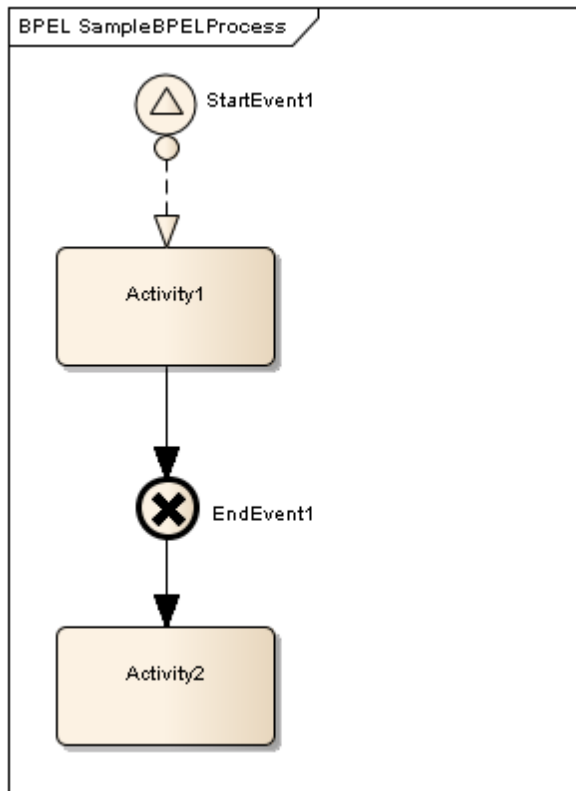 BPEL SampleBPELProcess
StartEvent1
Activity1
EndEvent1
Activity2